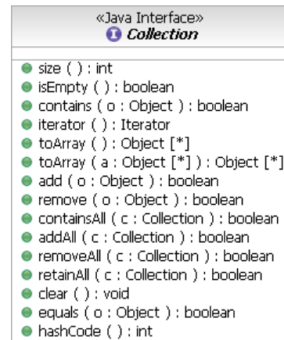 «Java Interface»
I Collection
size ( ) : int
isEmpty ( ) : boolean
contains ( o : Object ) : boolean
iterator ( ) : Iterator
toArray ( ) : Object [*]
toArray ( a : Object [*] ) : Object [*]
add ( o : Object ) : boolean
remove ( o : Object ) : boolean
containsAll ( c : Collection ) : boolean
addAll ( c : Collection ) : boolean
removeAll ( c : Collection ) : boolean
retainAll ( c : Collection ) : boolean
clear ( ) : void
equals ( o : Object ) : boolean
hashCode ( ) : int